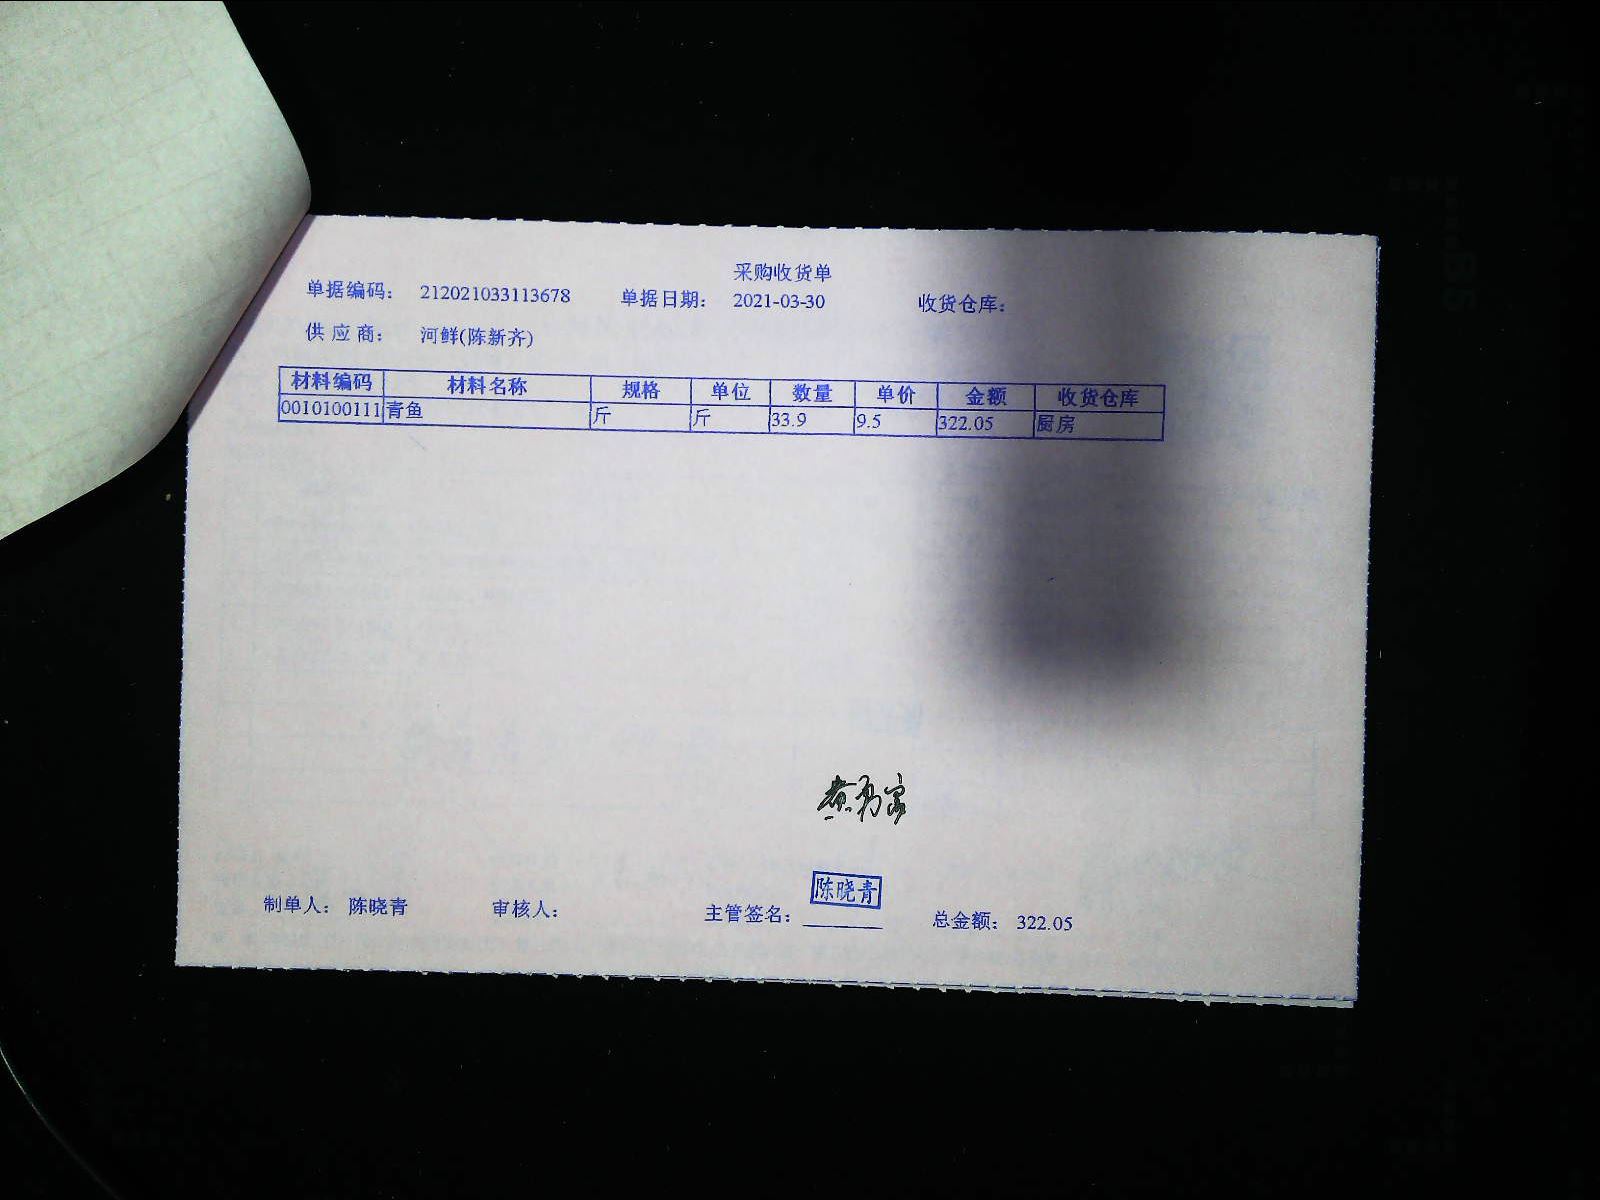 采购收货单
单据编码： 212021033113678 单据日期： 2021-03-30 收货仓库：
供应商： 河鲜(陈新齐)
材料编码 材料名称 规格 单位 数量 单价 金额 收货仓库
0010100111 青鱼 斤 斤 33.9 9.5 322.05 厨房
陈晓青
制单人： 陈晓青 审核人： 主管签名： 总金额： 322.05